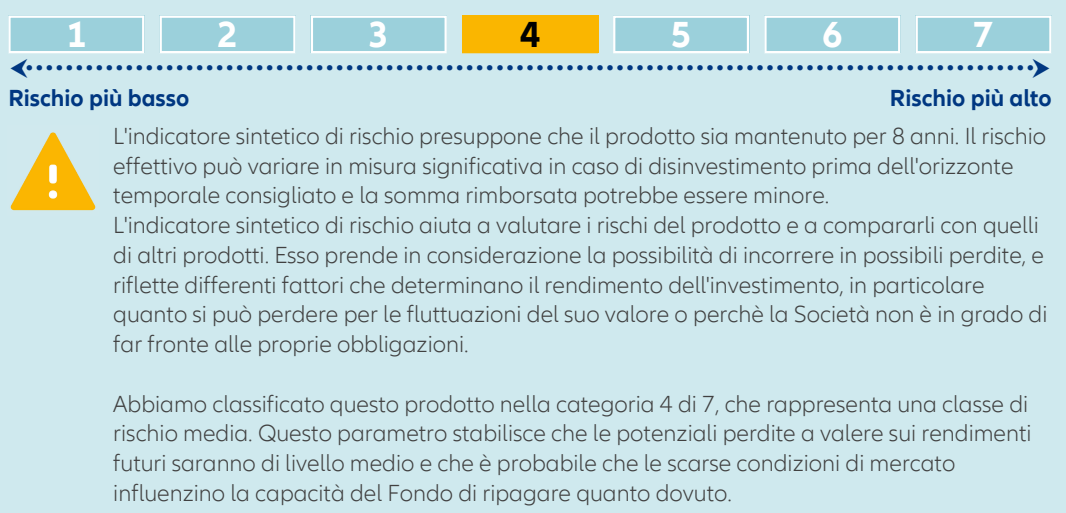 1 2 3 4 5 6 7
Rischio più basso Rischio più alto
L'indicatore sintetico di rischio presuppone che il prodotto sia mantenuto per 8 anni. Il rischio
effettivo può variare in misura significativa in caso di disinvestimento prima dell'orizzonte
temporale consigliato e la somma rimborsata potrebbe essere minore.
L'indicatore sintetico di rischio aiuta a valutare i rischi del prodotto e a compararli con quelli
di altri prodotti. Esso prende in considerazione la possibilità di incorrere in possibili perdite, e
riflette differenti fattori che determinano il rendimento dell'investimento, in particolare
quanto si può perdere per le fluttuazioni del suo valore o perchè la Società non è in grado di
far fronte alle proprie obbligazioni.
Abbiamo classificato questo prodotto nella categoria 4 di 7, che rappresenta una classe di
rischio media. Questo parametro stabilisce che le potenziali perdite a valere sui rendimenti
futuri saranno di livello medio e che è probabile che le scarse condizioni di mercato
influenzino la capacità del Fondo di ripagare quanto dovuto.